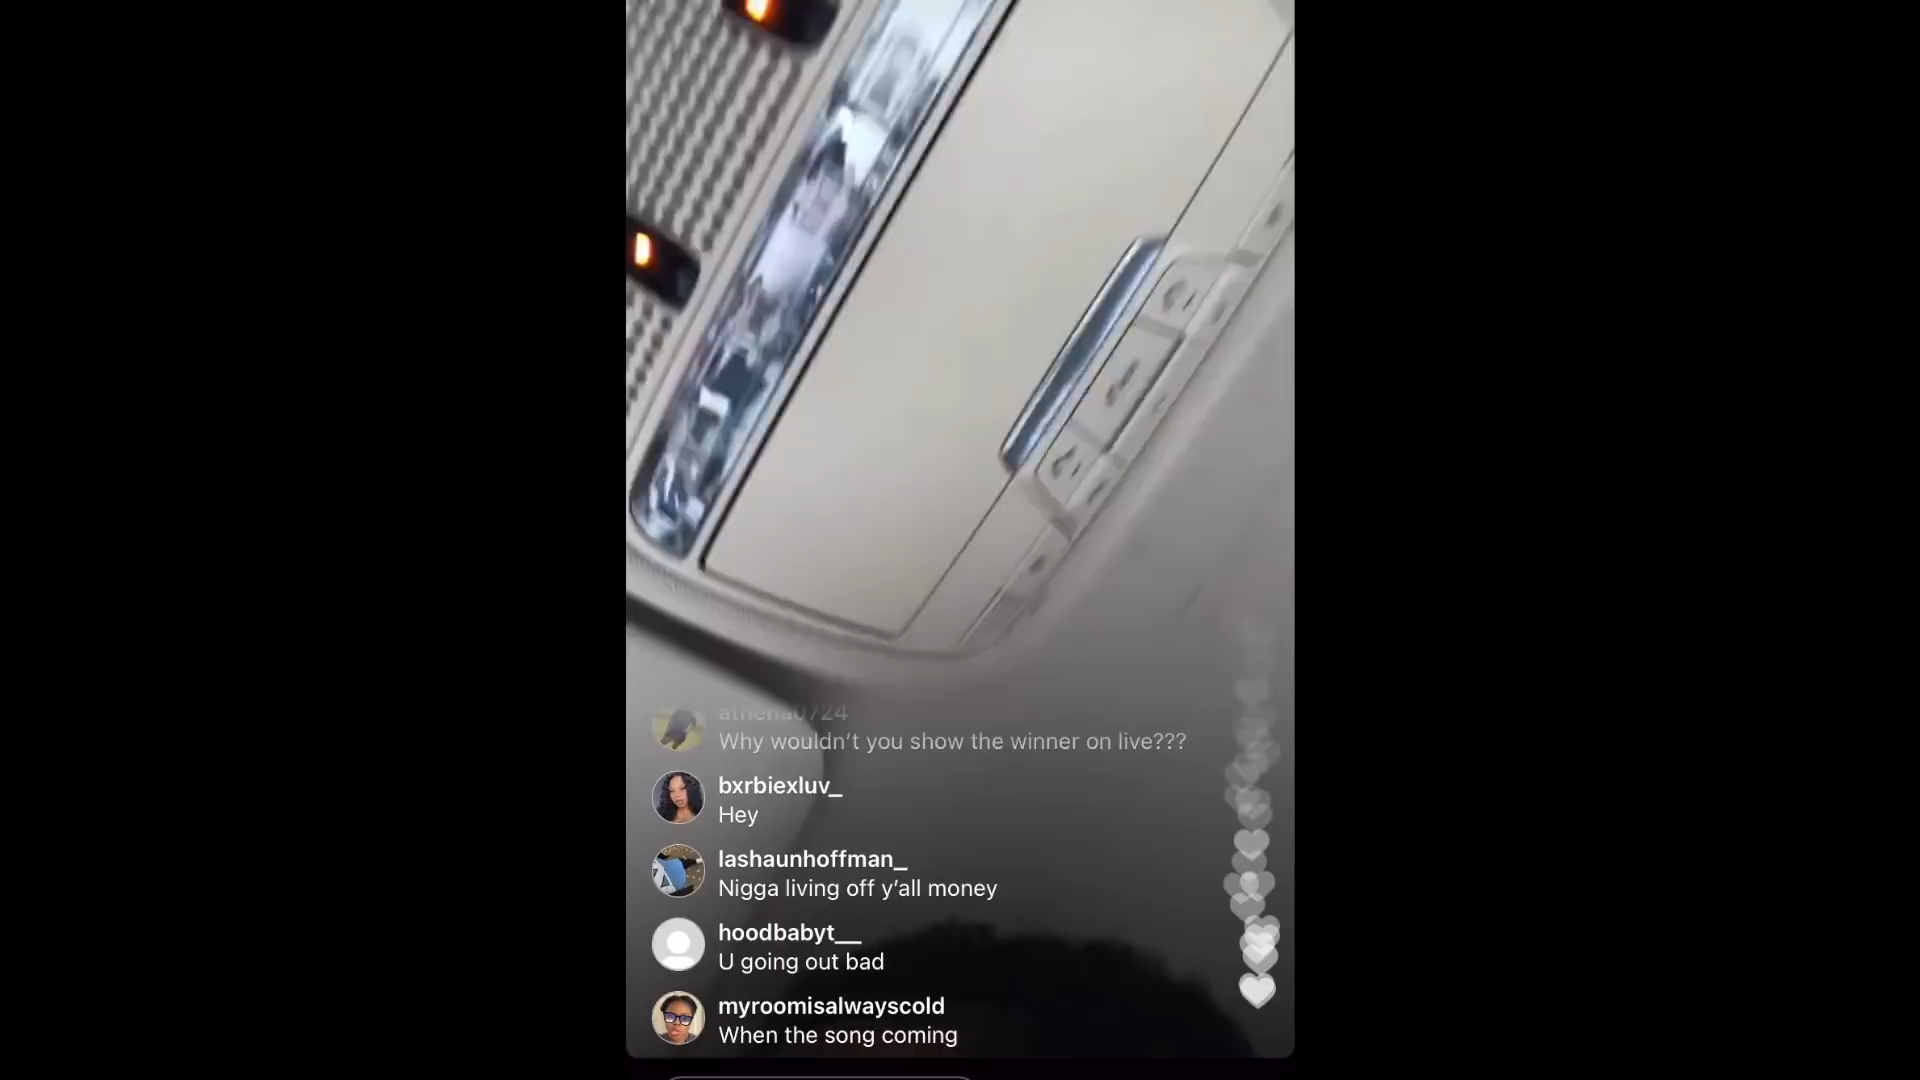 athena0724
Why wouldn’t you show the winner on live???
bxrbiexluv_
Hey
lashaunhoffman_
Nigga living off y’all money
hoodbabyt__
U going out bad
myroomisalwayscold
When the song coming